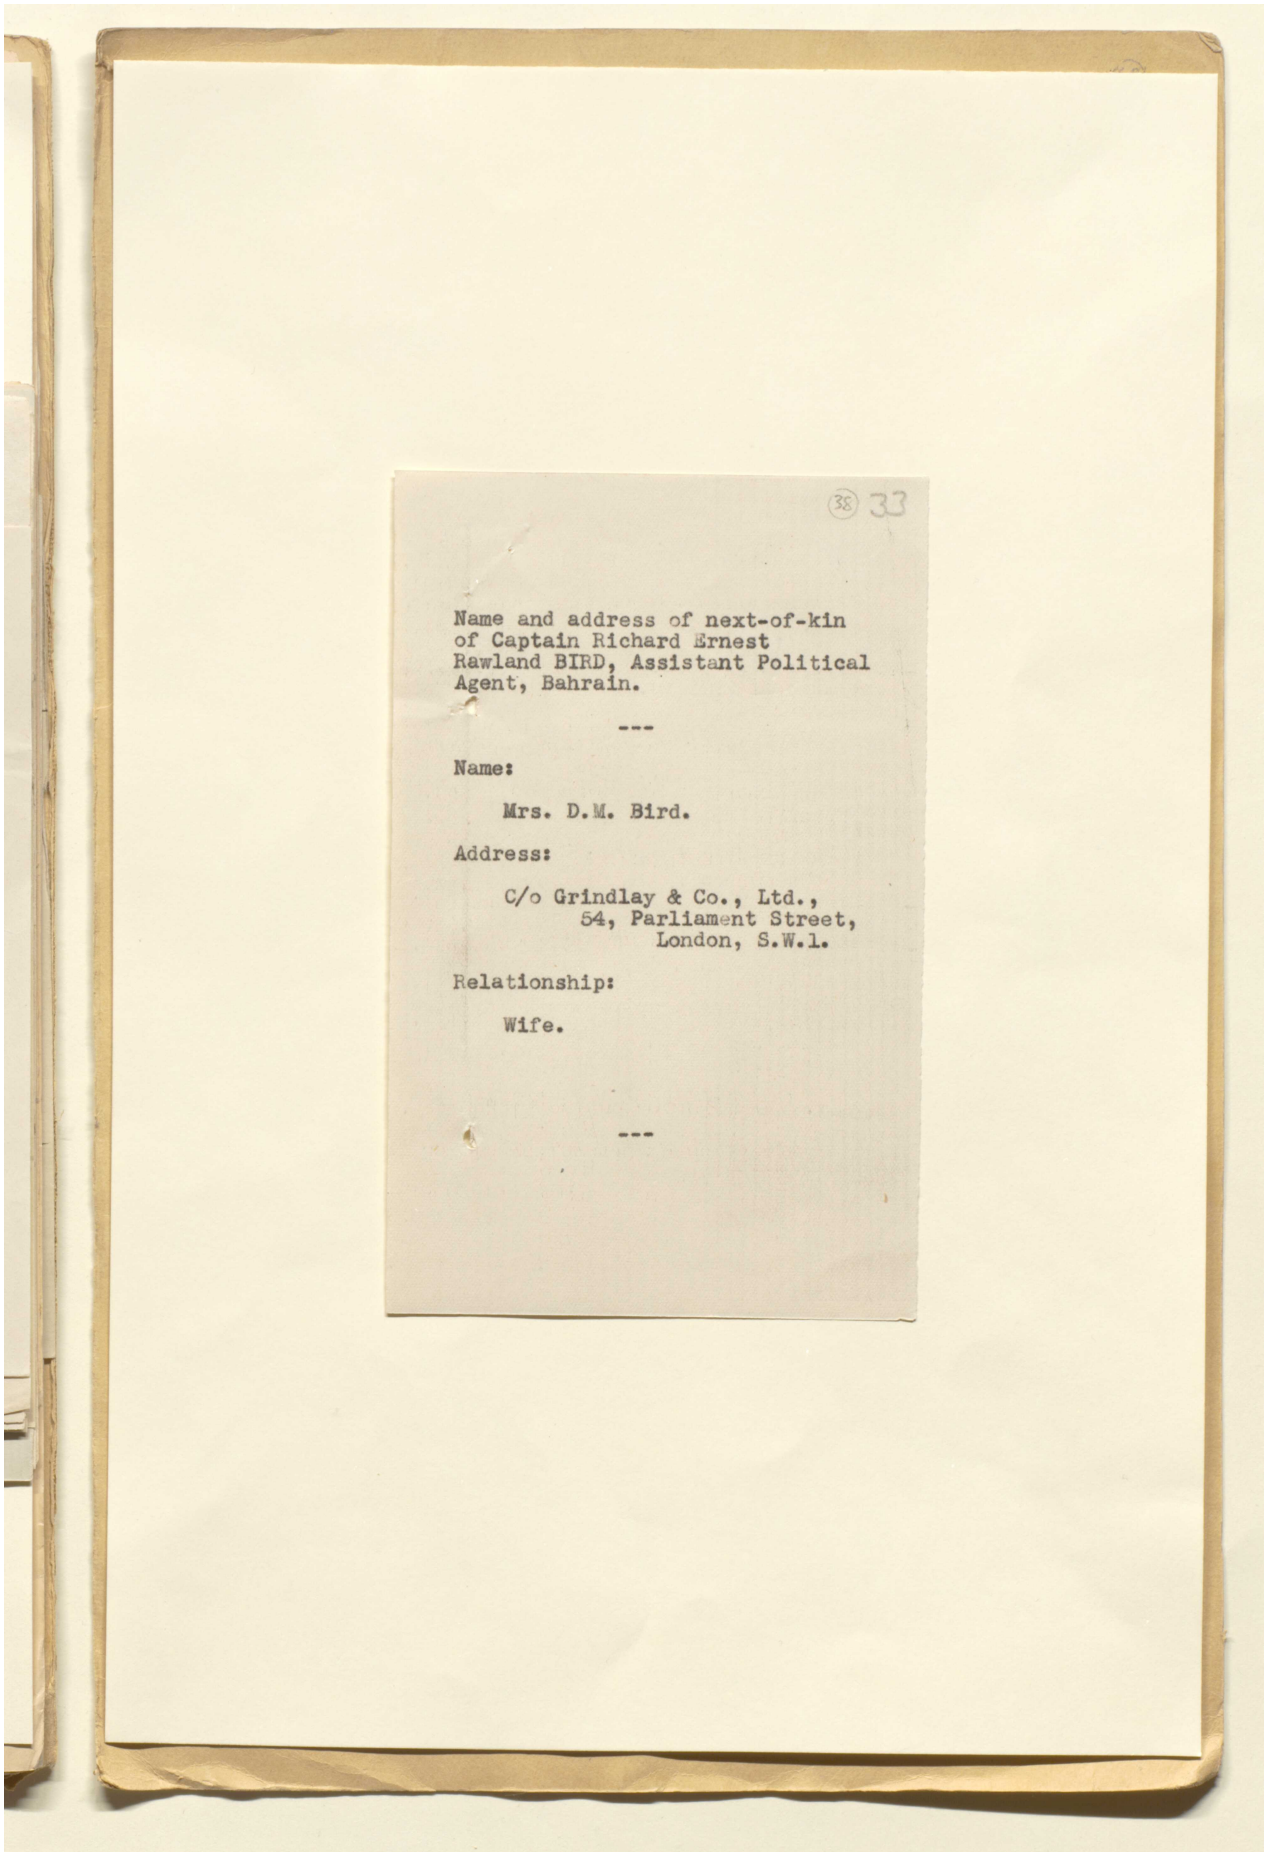 38 33
Name and address of next-of-kin
of Captain Richard Ernest
Rawland BIRD, Assistant Political
Agent, Bahrain.
---
Name:
Mrs. D.M. Bird.
Address:
C/o Grindlay & Co., Ltd.,
54, Parliament Street,
London, S.W.1.
Relationship:
Wife.
---